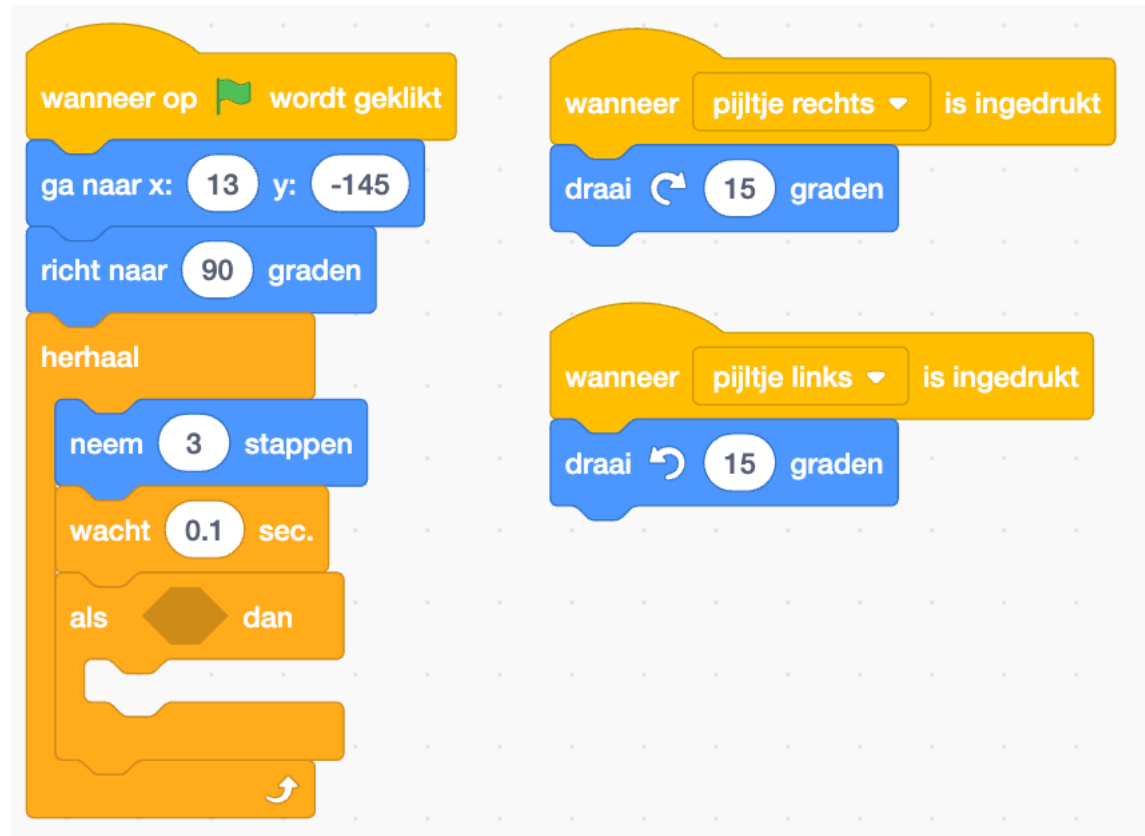 wanneer op wordt geklikt
ga naar x: 13 y: -145
richt naar 90 graden
herhaal
neem 3 stappen
wacht 0.1 sec.
als dan
wanneer pijltje rechts is ingedrukt
draai 15 graden
wanneer pijltje links is ingedrukt
draai 15 graden